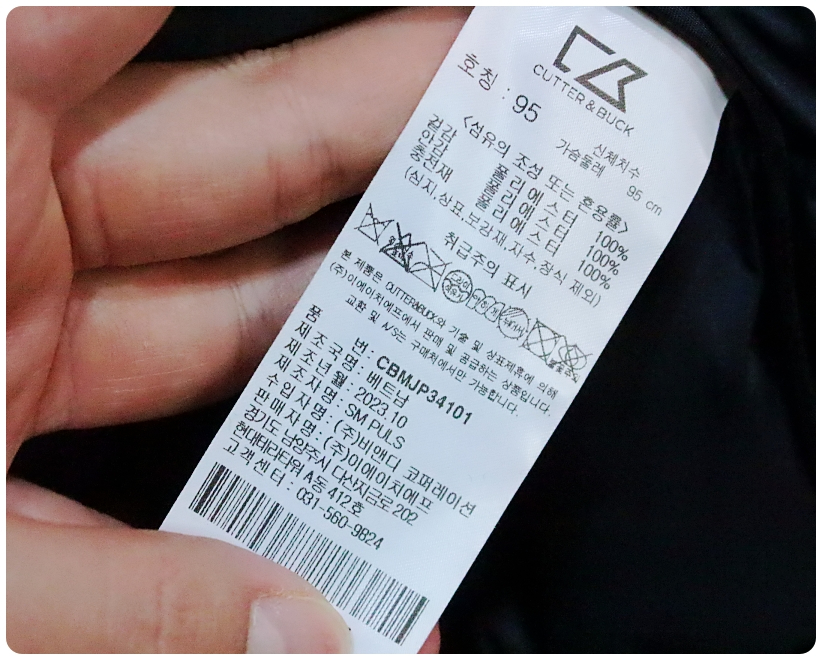 CUTTER & BUCK
호칭 : 95
신체치수
가슴둘레 95 cm
<섬유의 조성 또는 혼용률>
겉감 폴리에스터 100%
안감 폴리에스터 100%
충전재 폴리에스터 100%
(심지,상표,보강재,자수,장식 제외)
취급주의 표시
본 제품은 CUTTER&BUCK와 기술 및 상표제휴에 의해
(주)이에이치에프에서 판매 및 공급하는 상품입니다.
교환 및 A/S는 구매처에서만 가능합니다.
품 번 : CBMJP34101
제조국명 : 베트남
제조년월 : 2023.10
제조자명 : SM PULS
수입자명 : (주)비앤디 코퍼레이션
판매자명 : (주)이에이치에프
경기도 남양주시 다산지금로 202
현대테라타워 A동 412호
고객센터 : 031-560-9824